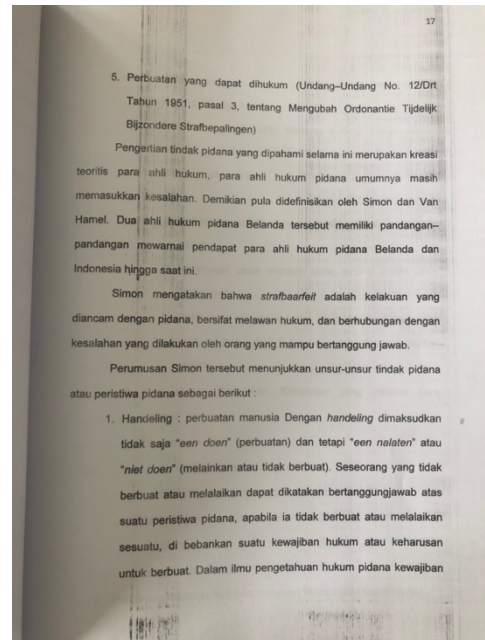 17
5. Perbuatan yang dapat dihukum (Undang–Undang No. 12/Drt
Tahun 1951, pasal 3, tentang Mengubah Ordonantie Tijdelijk
Bijzondere Strafbepalingen)
Pengertian tindak pidana yang dipahami selama ini merupakan kreasi
teoritis para ahli hukum, para ahli hukum pidana umumnya masih
memasukkan kesalahan. Demikian pula didefinisikan oleh Simon dan Van
Hamel. Dua ahli hukum pidana Belanda tersebut memiliki pandangan–
pandangan mewarnai pendapat para ahli hukum pidana Belanda dan
Indonesia hingga saat ini.
Simon mengatakan bahwa strafbaarfeit adalah kelakuan yang
diancam dengan pidana, bersifat melawan hukum, dan berhubungan dengan
kesalahan yang dilakukan oleh orang yang mampu bertanggung jawab.
Perumusan Simon tersebut menunjukkan unsur-unsur tindak pidana
atau peristiwa pidana sebagai berikut :
1. Handeling : perbuatan manusia Dengan handeling dimaksudkan
tidak saja “een doen” (perbuatan) dan tetapi “een nalaten” atau
“niet doen” (melainkan atau tidak berbuat). Seseorang yang tidak
berbuat atau melalaikan dapat dikatakan bertanggungjawab atas
suatu peristiwa pidana, apabila ia tidak berbuat atau melalaikan
sesuatu, di bebankan suatu kewajiban hukum atau keharusan
untuk berbuat. Dalam ilmu pengetahuan hukum pidana kewajiban